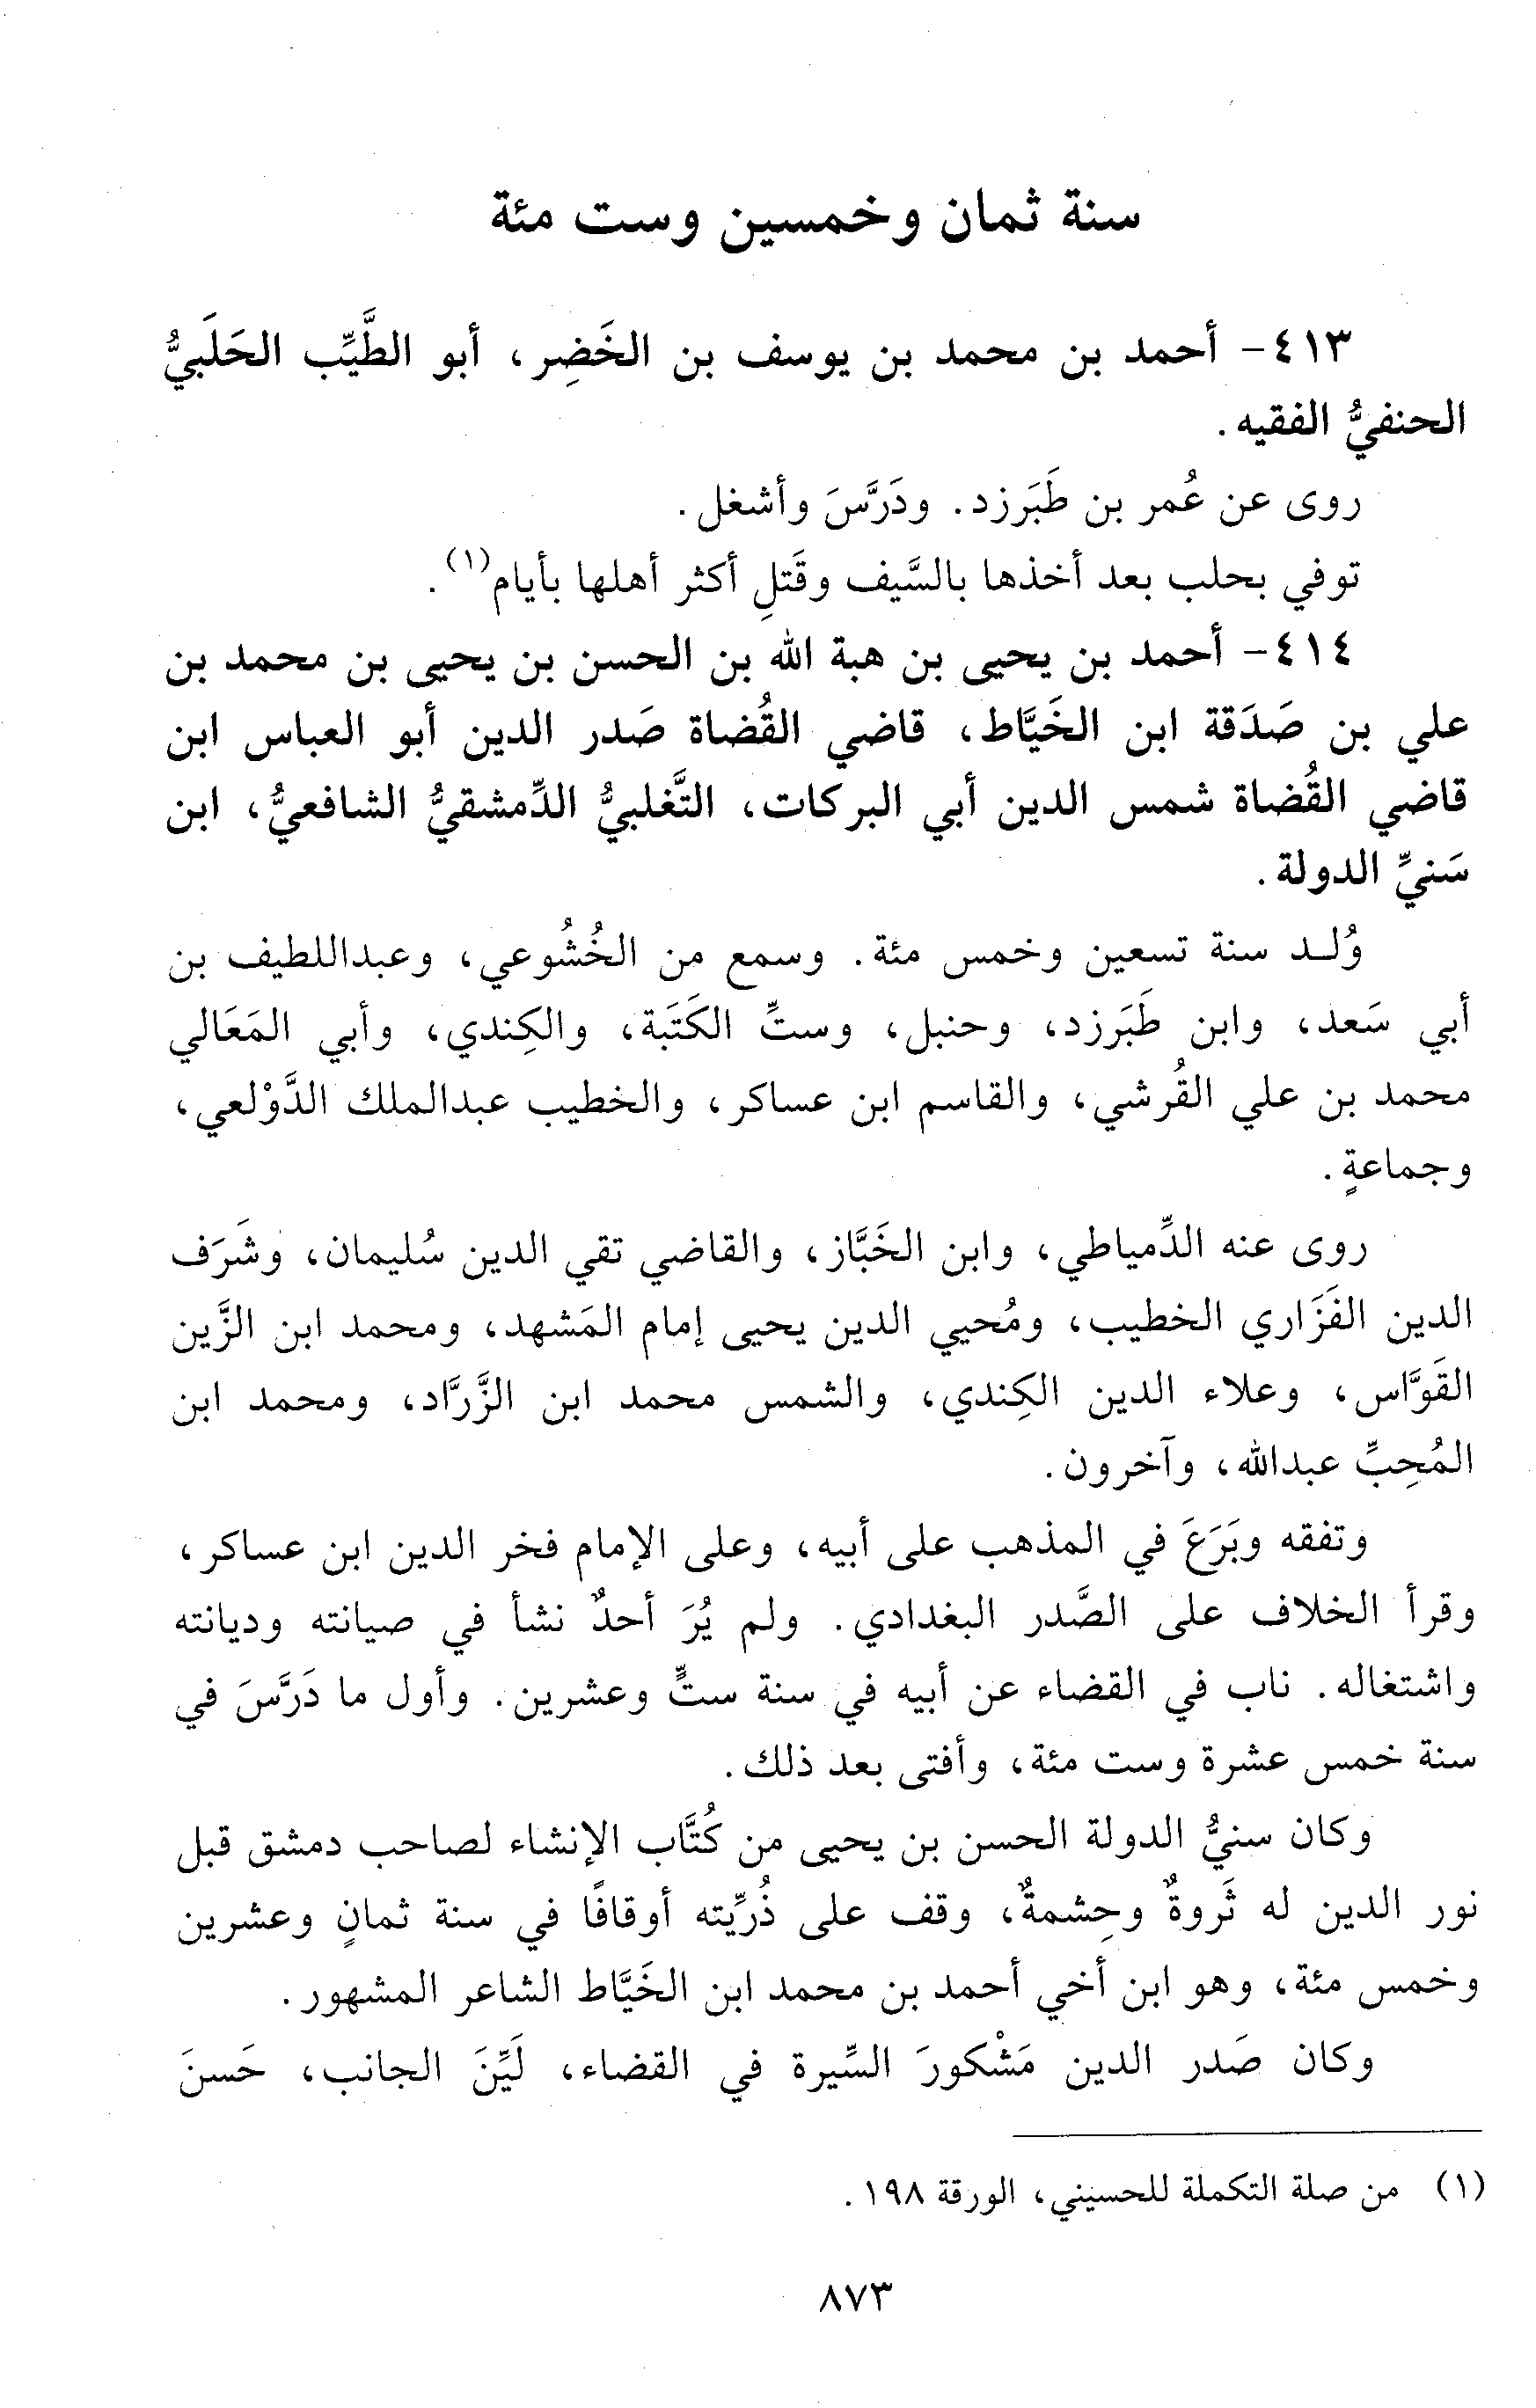 سنة ثمان وخمسين وست مئة
٤١٣- أحمد بن محمد بن يوسف بن الخَضِر، أبو الطَّيِّب الحَلَبيُّ
الحنفيُّ الفقيه.
روى عن عُمر بن طَبَرزد. ودَرَّسَ وأشغل.
توفي بحلب بعد أخذها بالسَّيف وقَتلِ أكثر أهلها بأيام(١).
٤١٤- أحمد بن يحيى بن هبة الله بن الحسن بن يحيى بن محمد بن
علي بن صَدَقة ابن الخَيَّاط، قاضي القُضاة صَدر الدين أبو العباس ابن
قاضي القُضاة شمس الدين أبي البركات، التَّغلبيُّ الدِّمشقيُّ الشافعيُّ، ابن
سَنيِّ الدولة.
وُلـد سنة تسعين وخمس مئة. وسمع من الخُشُوعي، وعبداللطيف بن
أبي سَعد، وابن طَبَرزد، وحنبل، وستِّ الكَتَبة، والكِندي، وأبي المَعَالي
محمد بن علي القُرشي، والقاسم ابن عساكر، والخطيب عبدالملك الدَّوْلعي،
وجماعةٍ.
روى عنه الدِّمياطي، وابن الخَبَّاز، والقاضي تقي الدين سُليمان، وشَرَف
الدين الفَزَاري الخطيب، ومُحيي الدين يحيى إمام المَشهد، ومحمد ابن الزَّين
القَوَّاس، وعلاء الدين الكِندي، والشمس محمد ابن الزَّرَّاد، ومحمد ابن
المُحِبِّ عبدالله، وآخرون.
وتفقه وبَرَعَ في المذهب على أبيه، وعلى الإمام فخر الدين ابن عساكر،
وقرأ الخلاف على الصَّدر البغدادي. ولم يُرَ أحدٌ نشأ في صيانته وديانته
واشتغاله. ناب في القضاء عن أبيه في سنة ستٍّ وعشرين. وأول ما دَرَّسَ في
سنة خمس عشرة وست مئة، وأفتى بعد ذلك.
وكان سنيُّ الدولة الحسن بن يحيى من كُتَّاب الإنشاء لصاحب دمشق قبل
نور الدين له ثَروةٌ وحِشمةٌ، وقف على ذُرِّيته أوقافًا في سنة ثمانٍ وعشرين
وخمس مئة، وهو ابن أخي أحمد بن محمد ابن الخَيَّاط الشاعر المشهور.
وكان صَدر الدين مَشْكورَ السِّيرة في القضاء، لَيِّنَ الجانب، حَسنَ
(١) من صلة التكملة للحسيني، الورقة ١٩٨.
٨٧٣